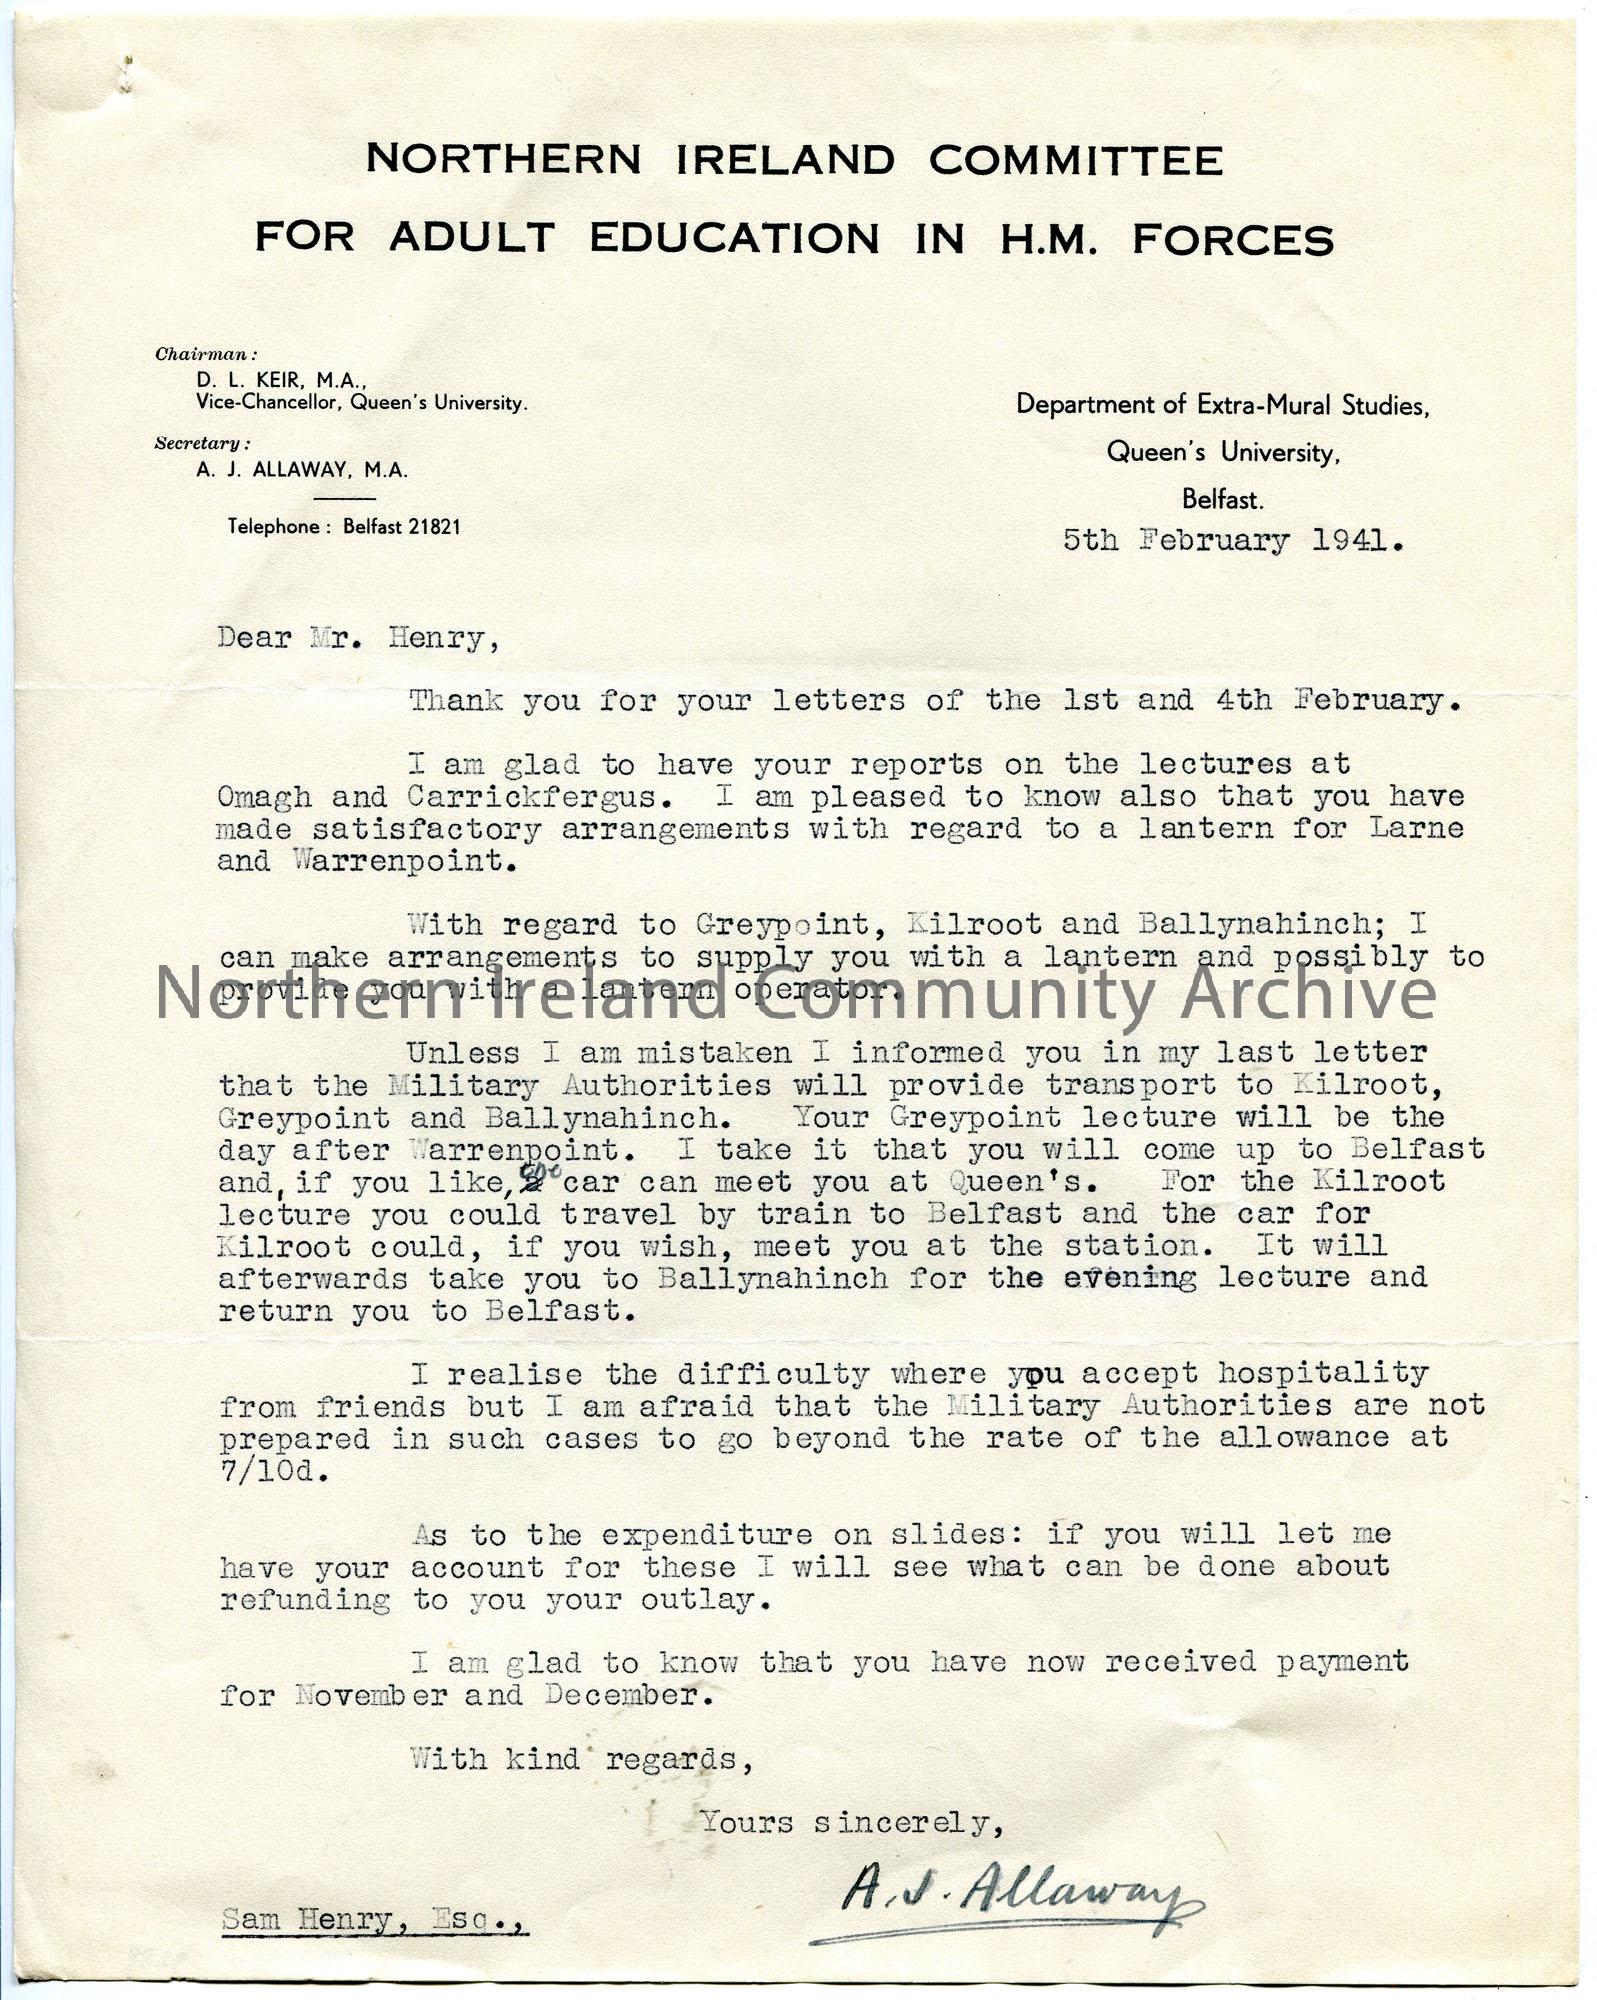 NORTHERN IRELAND COMMITTEE
FOR ADULT EDUCATION IN H.M. FORCES
Chairman :
D. L. KEIR, M.A.,
Vice-Chancellor, Queen's University.
Secretary :
A. J. ALLAWAY, M.A.
Telephone : Belfast 21821
Department of Extra-Mural Studies,
Queen's University,
Belfast.
5th February 1941.
Dear Mr. Henry,
Thank you for your letters of the 1st and 4th February.
I am glad to have your reports on the lectures at
Omagh and Carrickfergus. I am pleased to know also that you have
made satisfactory arrangements with regard to a lantern for Larne
and Warrenpoint.
With regard to Greypoint, Kilroot and Ballynahinch; I
can make arrangements to supply you with a lantern and possibly to
provide you with a lantern operator.
Northern Ireland Community Archive
Unless I am mistaken I informed you in my last letter
that the Military Authorities will provide transport to Kilroot,
Greypoint and Ballynahinch. Your Greypoint lecture will be the
day after Warrenpoint. I take it that you will come up to Belfast
and, if you like, car can meet you at Queen's. For the Kilroot
lecture you could travel by train to Belfast and the car for
Kilroot could, if you wish, meet you at the station. It will
afterwards take you to Ballynahinch for the evening lecture and
return you to Belfast.
I realise the difficulty where you accept hospitality
from friends but I am afraid that the Military Authorities are not
prepared in such cases to go beyond the rate of the allowance at
7/10d.
As to the expenditure on slides: if you will let me
have your account for these I will see what can be done about
refunding to you your outlay.
I am glad to know that you have now received payment
for November and December.
With kind regards,
Yours sincerely,
A. J. Allaway
Sam Henry, Esq.,